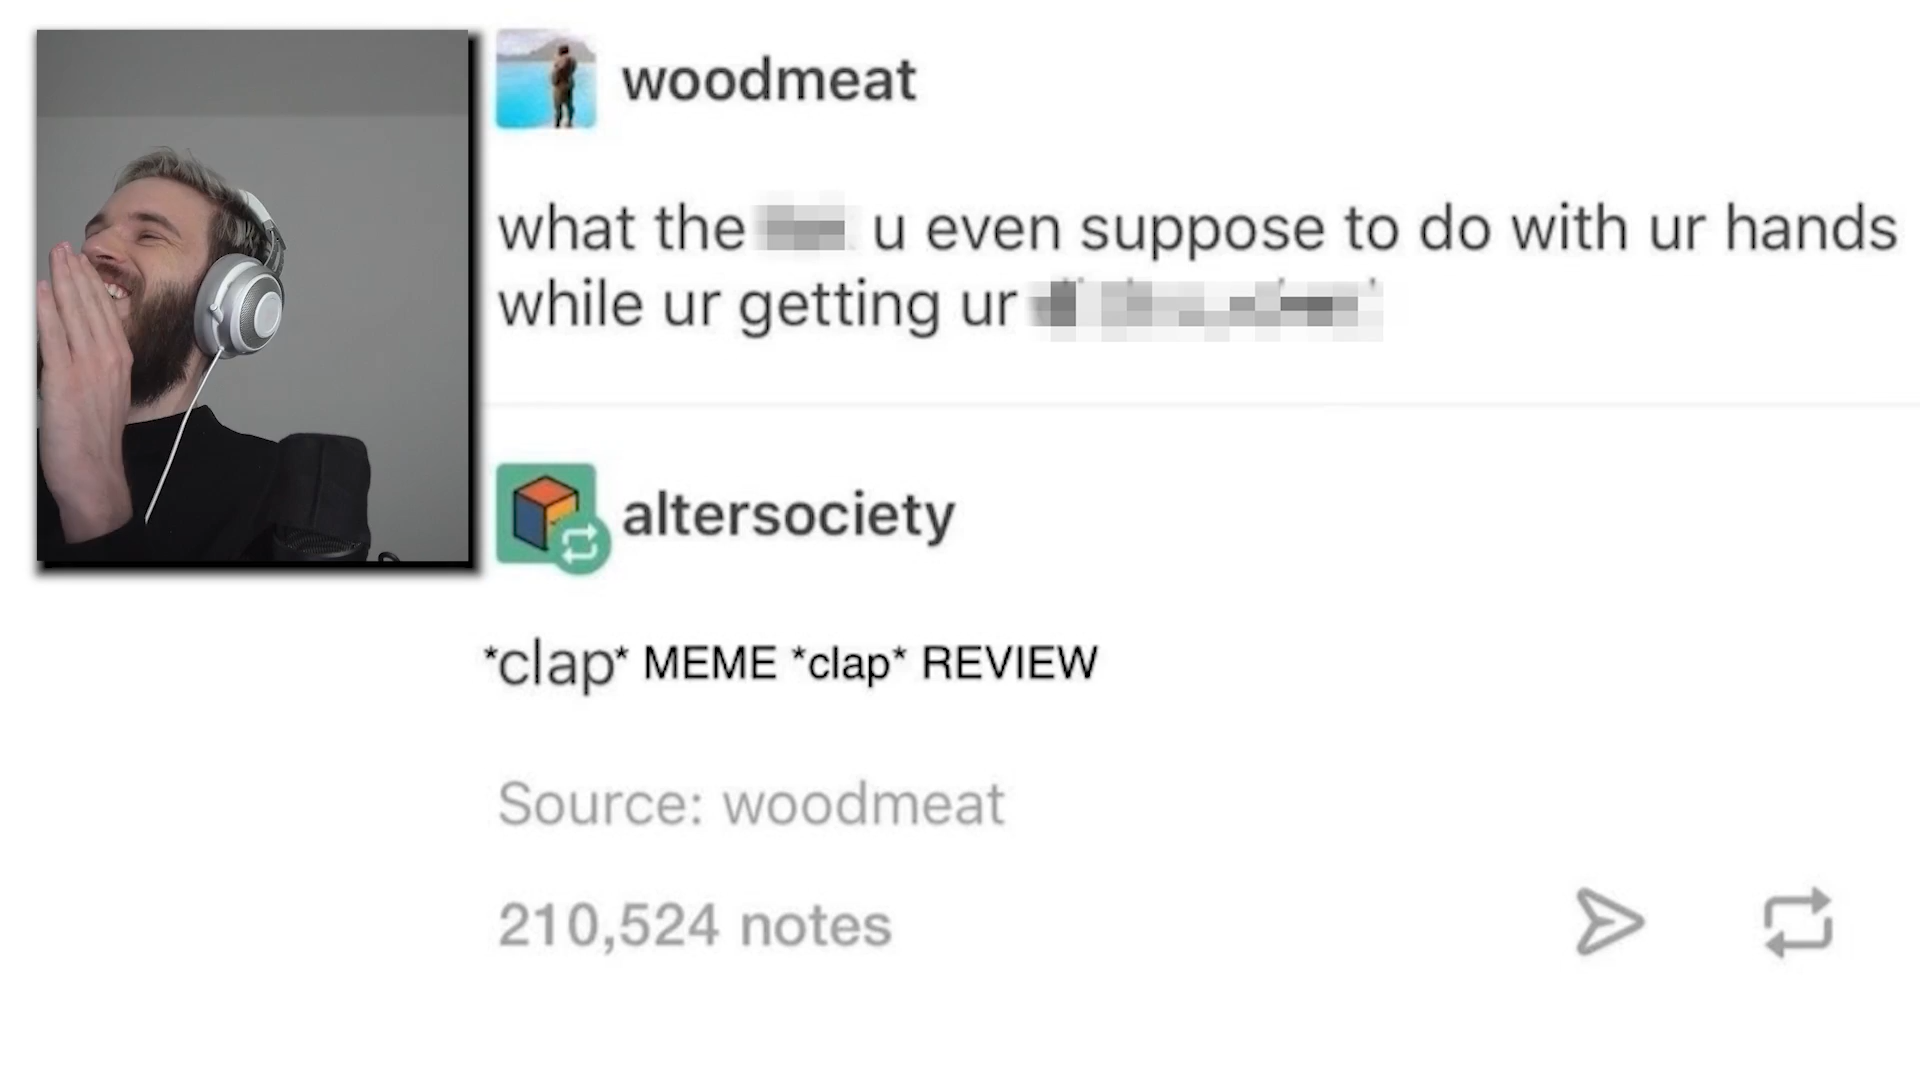 woodmeat
what the u even suppose to do with ur hands
while ur getting ur
altersociety
*clap* MEME *clap* REVIEW
Source: woodmeat
210,524 notes